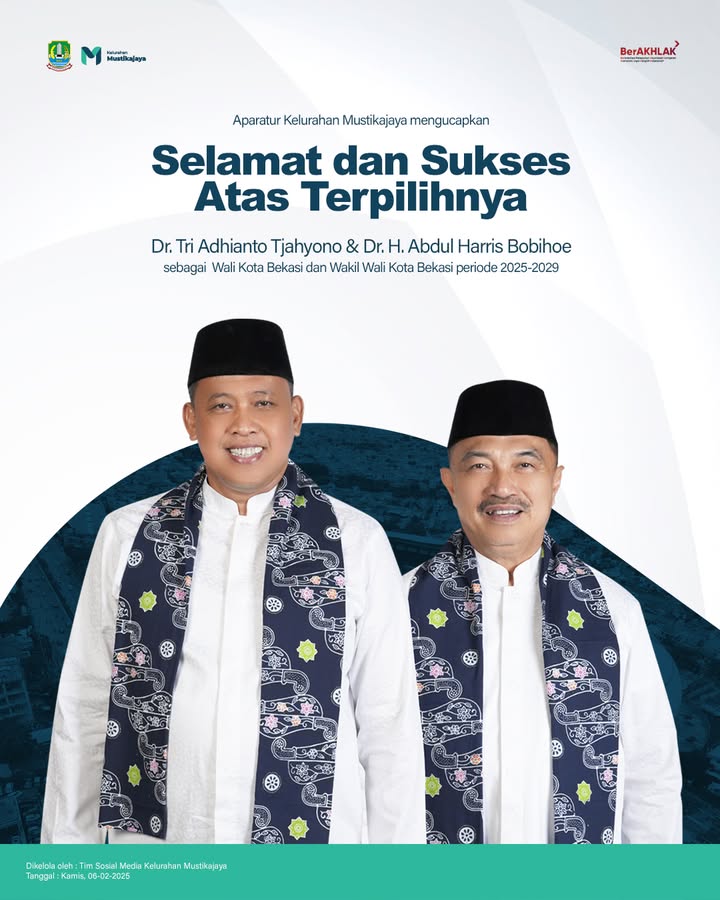 Kelurahan
Mustikajaya
BerAKHLAK
Aparatur Kelurahan Mustikajaya mengucapkan
Selamat dan Sukses
Atas Terpilihnya
Dr. Tri Adhianto Tjahyono & Dr. H. Abdul Harris Bobihoe
sebagai Wali Kota Bekasi dan Wakil Wali Kota Bekasi periode 2025-2029
Dikelola oleh : Tim Sosial Media Kelurahan Mustikajaya
Tanggal : Kamis, 06-02-2025